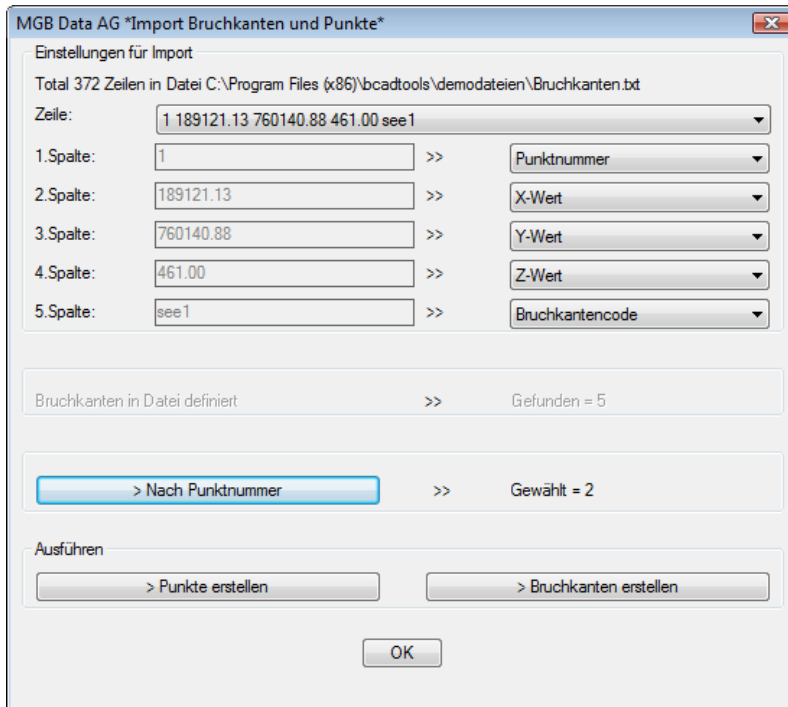 MGB Data AG *Import Bruchkanten und Punkte*
Einstellungen für Import
Total 372 Zeilen in Datei C:\Program Files (x86)\bcadtools\demodateien\Bruchkanten.txt
Zeile: 1 189121.13 760140.88 461.00 see1
1.Spalte: 1 >> Punktnummer
2.Spalte: 189121.13 >> X-Wert
3.Spalte: 760140.88 >> Y-Wert
4.Spalte: 461.00 >> Z-Wert
5.Spalte: see1 >> Bruchkantencode
Bruchkanten in Datei definiert >> Gefunden = 5
> Nach Punktnummer >> Gewählt = 2
Ausführen
> Punkte erstellen > Bruchkanten erstellen
OK